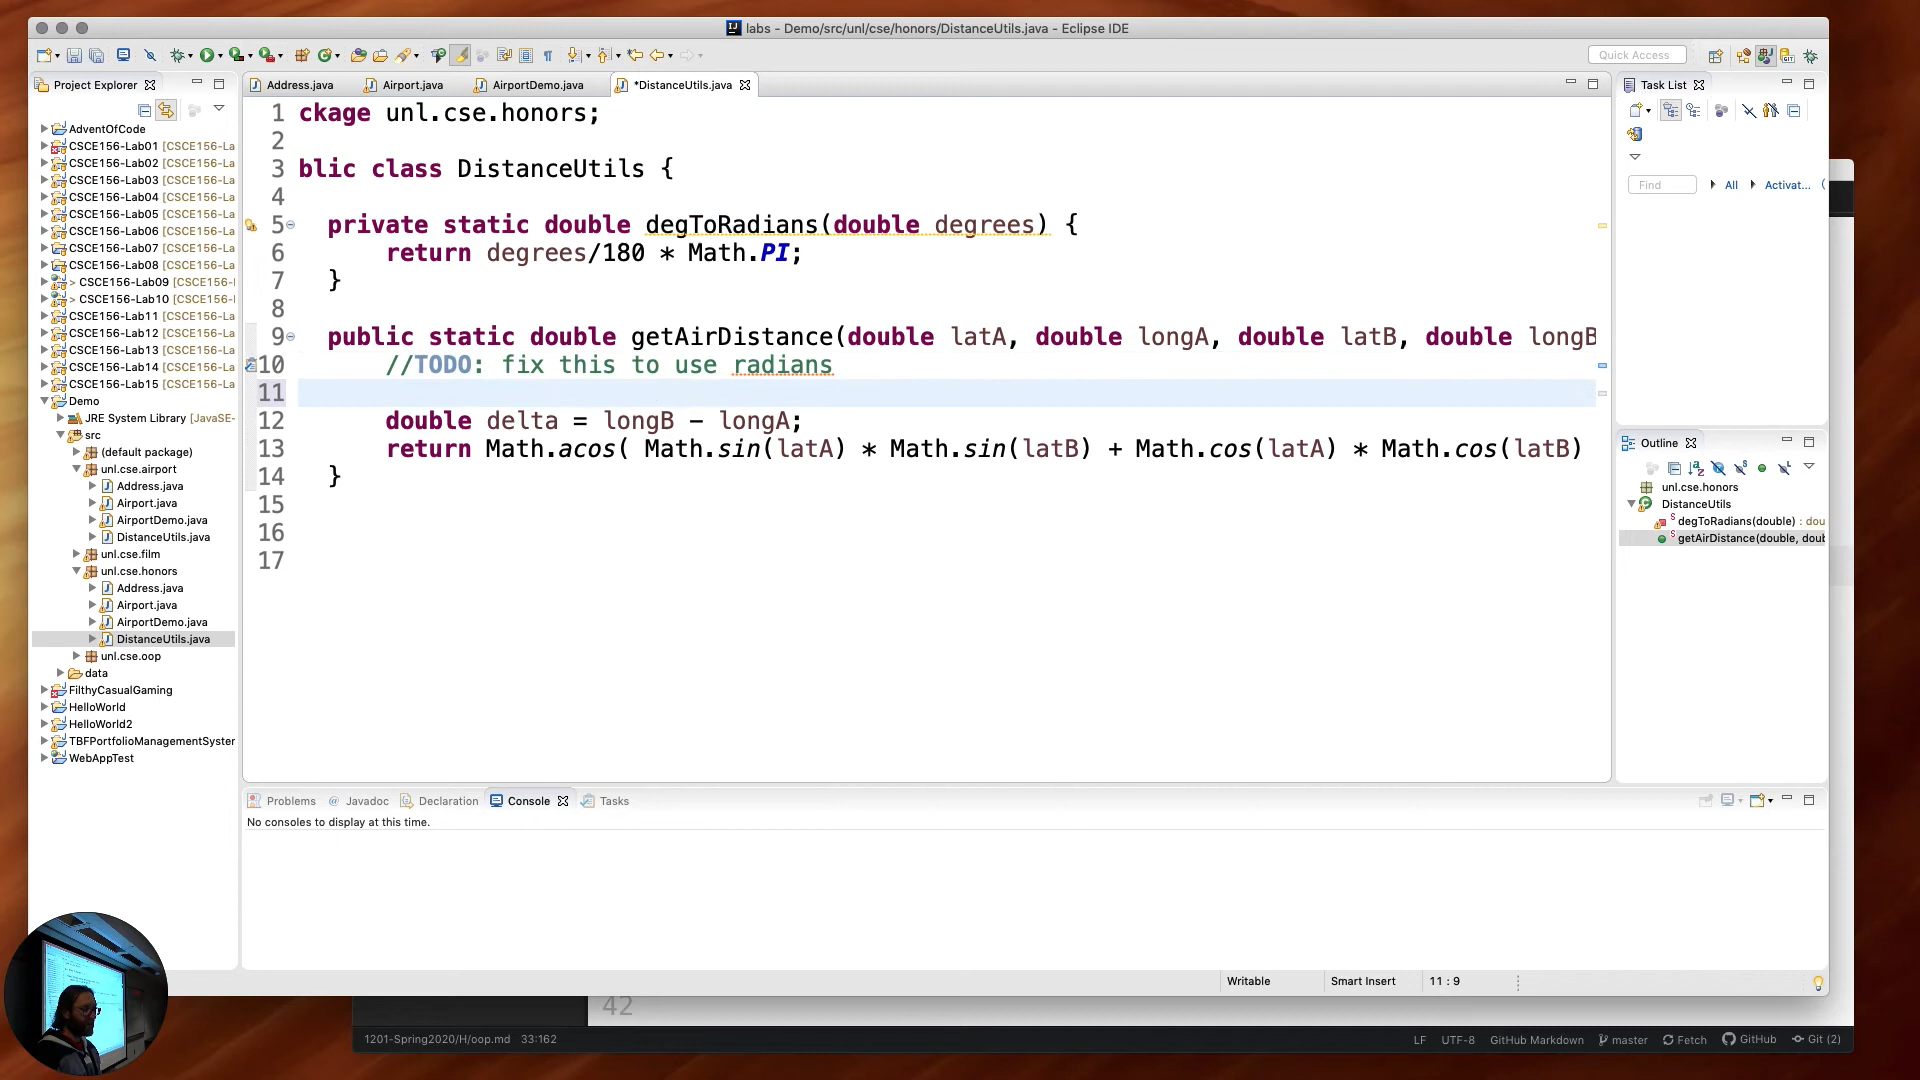 labs - Demo/src/unl/cse/honors/DistanceUtils.java - Eclipse IDE
Quick Access
Project Explorer
Address.java
Airport.java
AirportDemo.java
*DistanceUtils.java
Task List
AdventOfCode
CSCE156-Lab01 [CSCE156-La
CSCE156-Lab02 [CSCE156-La
CSCE156-Lab03 [CSCE156-La
CSCE156-Lab04 [CSCE156-La
CSCE156-Lab05 [CSCE156-La
CSCE156-Lab06 [CSCE156-La
CSCE156-Lab07 [CSCE156-La
CSCE156-Lab08 [CSCE156-La
> CSCE156-Lab09 [CSCE156-
> CSCE156-Lab10 [CSCE156-
CSCE156-Lab11 [CSCE156-La
CSCE156-Lab12 [CSCE156-La
CSCE156-Lab13 [CSCE156-La
CSCE156-Lab14 [CSCE156-La
CSCE156-Lab15 [CSCE156-La
Demo
JRE System Library [JavaSE-
src
(default package)
unl.cse.airport
Address.java
Airport.java
AirportDemo.java
DistanceUtils.java
unl.cse.film
unl.cse.honors
Address.java
Airport.java
AirportDemo.java
DistanceUtils.java
unl.cse.oop
data
FilthyCasualGaming
HelloWorld
HelloWorld2
TBFPortfolioManagementSyster
WebAppTest
1 ckage unl.cse.honors;
2
3 blic class DistanceUtils {
4
5 private static double degToRadians(double degrees) {
6 return degrees/180 * Math.PI;
7 }
8
9 public static double getAirDistance(double latA, double longA, double latB, double longB
10 //TODO: fix this to use radians
11
12 double delta = longB - longA;
13 return Math.acos( Math.sin(latA) * Math.sin(latB) + Math.cos(latA) * Math.cos(latB)
14 }
15
16
17
Find
All
Activat...
Outline
unl.cse.honors
DistanceUtils
degToRadians(double) : dou
getAirDistance(double, doub
Problems
@ Javadoc
Declaration
Console
Tasks
No consoles to display at this time.
Writable
Smart Insert
11 : 9
42
1201-Spring2020/H/oop.md 33:162
LF
UTF-8
GitHub Markdown
master
Fetch
GitHub
Git (2)